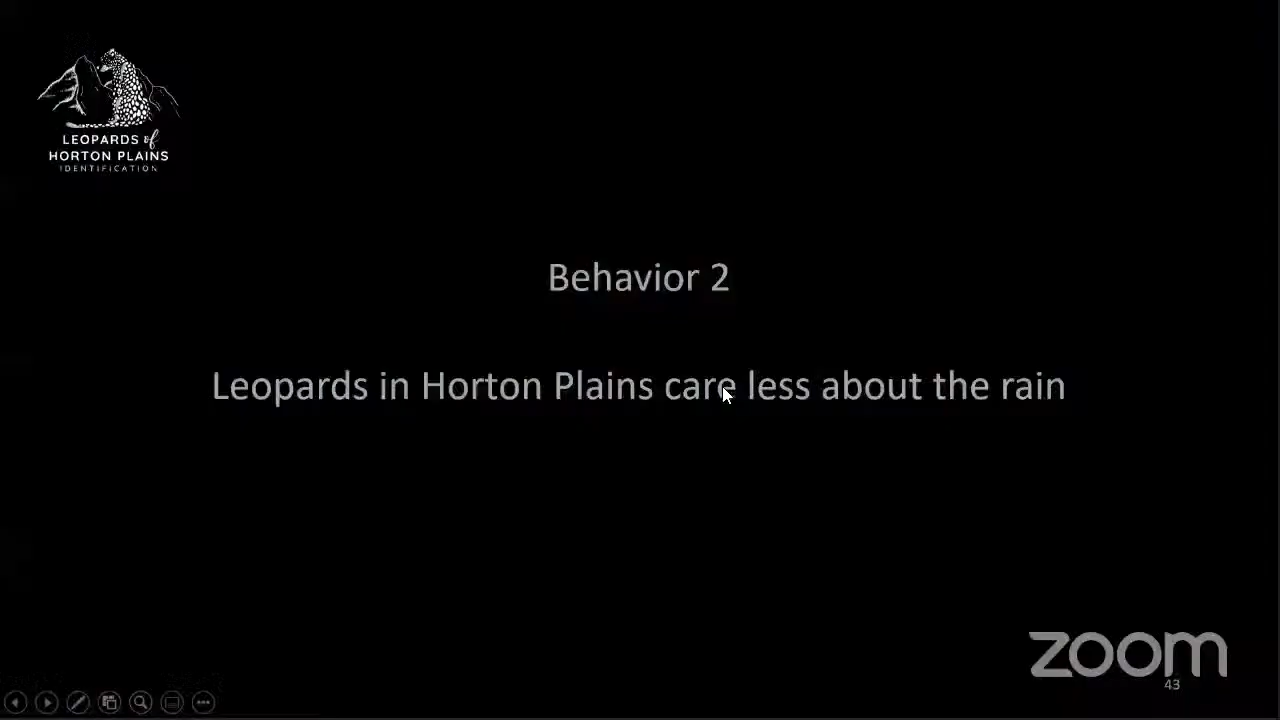 LEOPARDS of
HORTON PLAINS
IDENTIFICATION
Behavior 2
Leopards in Horton Plains care less about the rain
zoom
43